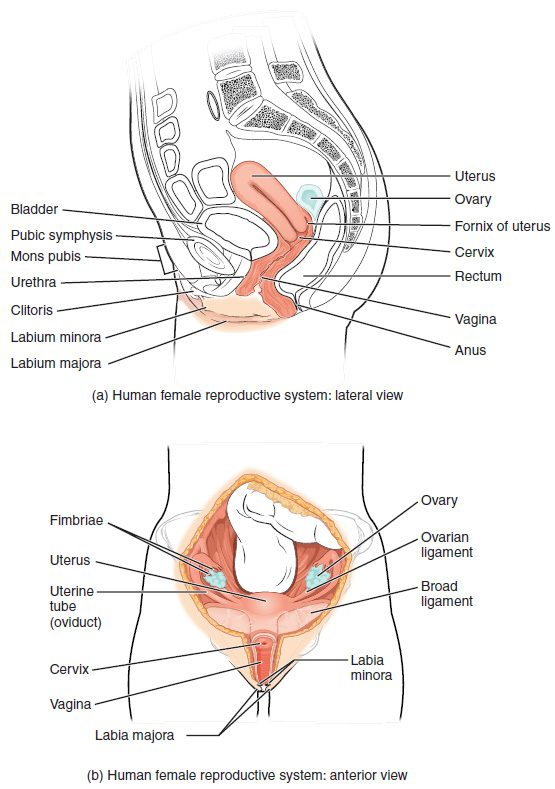 Uterus
Ovary
Fornix of uterus
Cervix
Rectum
Vagina
Anus
Bladder
Pubic symphysis
Mons pubis
Urethra
Clitoris
Labium minora
Labium majora
(a) Human female reproductive system: lateral view
Fimbriae
Uterus
Uterine
tube
(oviduct)
Cervix
Vagina
Labia majora
Ovary
Ovarian
ligament
Broad
ligament
Labia
minora
(b) Human female reproductive system: anterior view